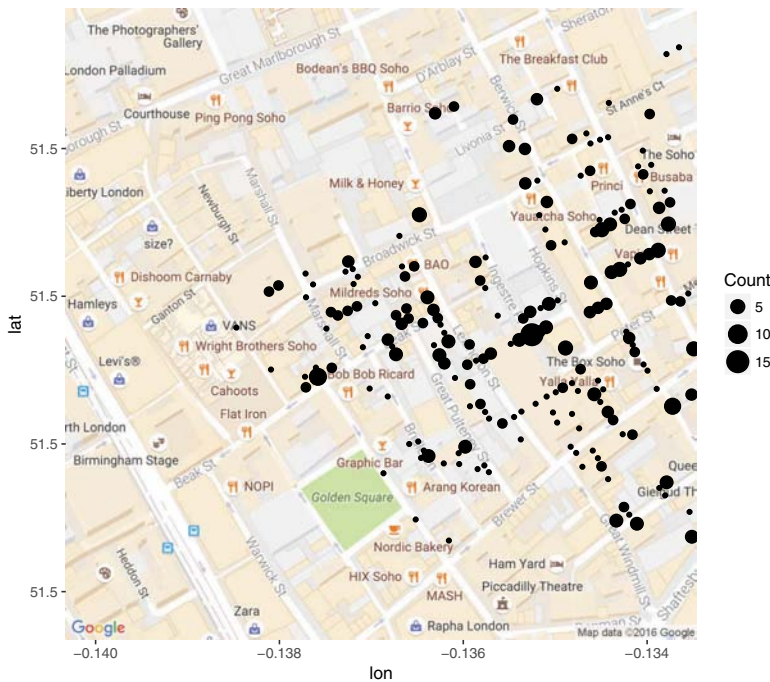 The Photographers'
Gallery
London Palladium
Great Marlborough St
Courthouse
Ping Pong Soho
Bodean's BBQ Soho
D'Arblay St
Sheraton
The Breakfast Club
Berwick St
St Anne's Ct
Barrio Soho
Livonia St
orough St
The Soho
Marshall St
Milk & Honey
Princi
Busaba
iberty London
Newburgh St
Yauatcha Soho
size?
Broadwick St
Dean Street
Dishoom Carnaby
BAO
Ingestre
Hopkins
Hamleys
Ganton St
Mildreds Soho
VANS
Wright Brothers Soho
Peter St
Levi's®
Marshall St
The Box Soho
Bob Bob Ricard
Yalla Yalla
Cahoots
Great Pulteney St
Flat Iron
rth London
Birmingham Stage
Graphic Bar
Beak St
NOPI
Golden Square
Arang Korean
Brewer St
Great Windmill St
Nordic Bakery
Warwick St
Heddon St
HIX Soho
MASH
Ham Yard
Piccadilly Theatre
Zara
Rapha London
Shaftesb
Google
Map data ©2016 Google
51.5
51.5
51.5
51.5
lat
−0.140
−0.138
−0.136
−0.134
lon
Count
5
10
15